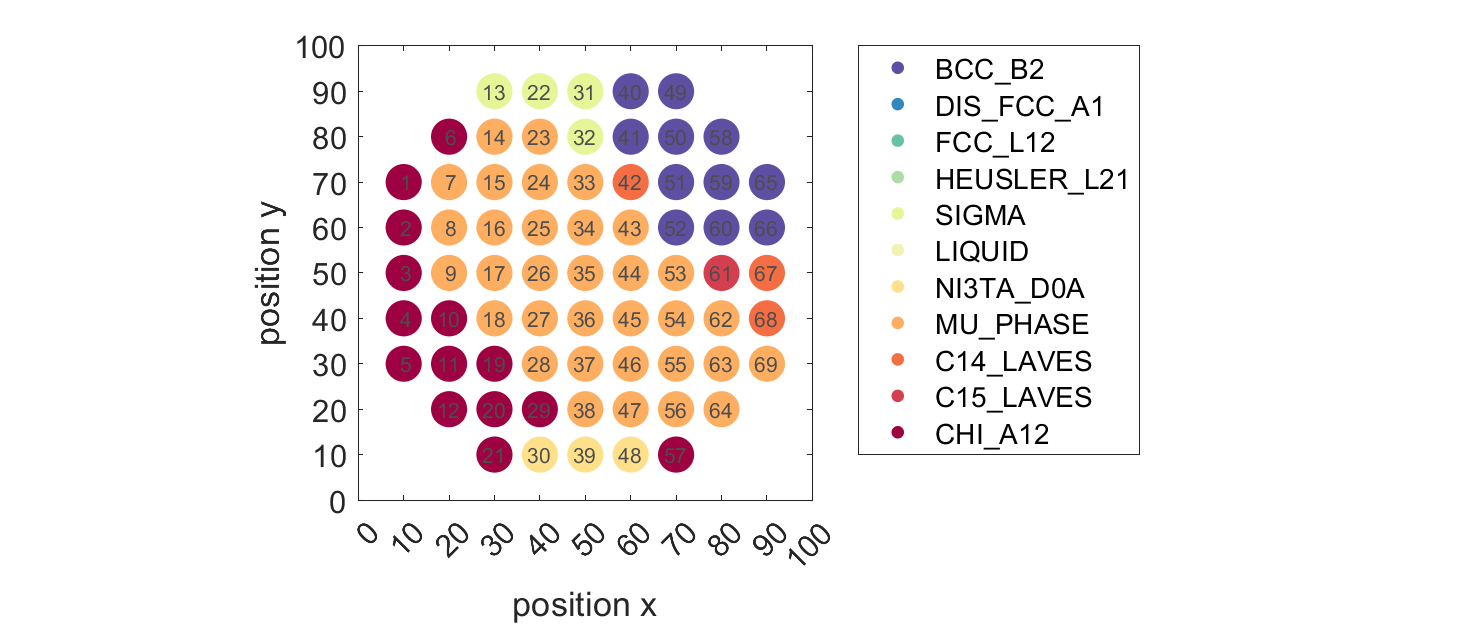 100
90
80
70
60
50
40
30
20
10
0
position y
13 22 31 40 49
6 14 23 32 41 50 58
1 7 15 24 33 42 51 59 65
2 8 16 25 34 43 52 60 66
3 9 17 26 35 44 53 61 67
4 10 18 27 36 45 54 62 68
5 11 19 28 37 46 55 63 69
12 20 29 38 47 56 64
21 30 39 48 57
0 10 20 30 40 50 60 70 80 90 100
position x
BCC_B2
DIS_FCC_A1
FCC_L12
HEUSLER_L21
SIGMA
LIQUID
NI3TA_D0A
MU_PHASE
C14_LAVES
C15_LAVES
CHI_A12